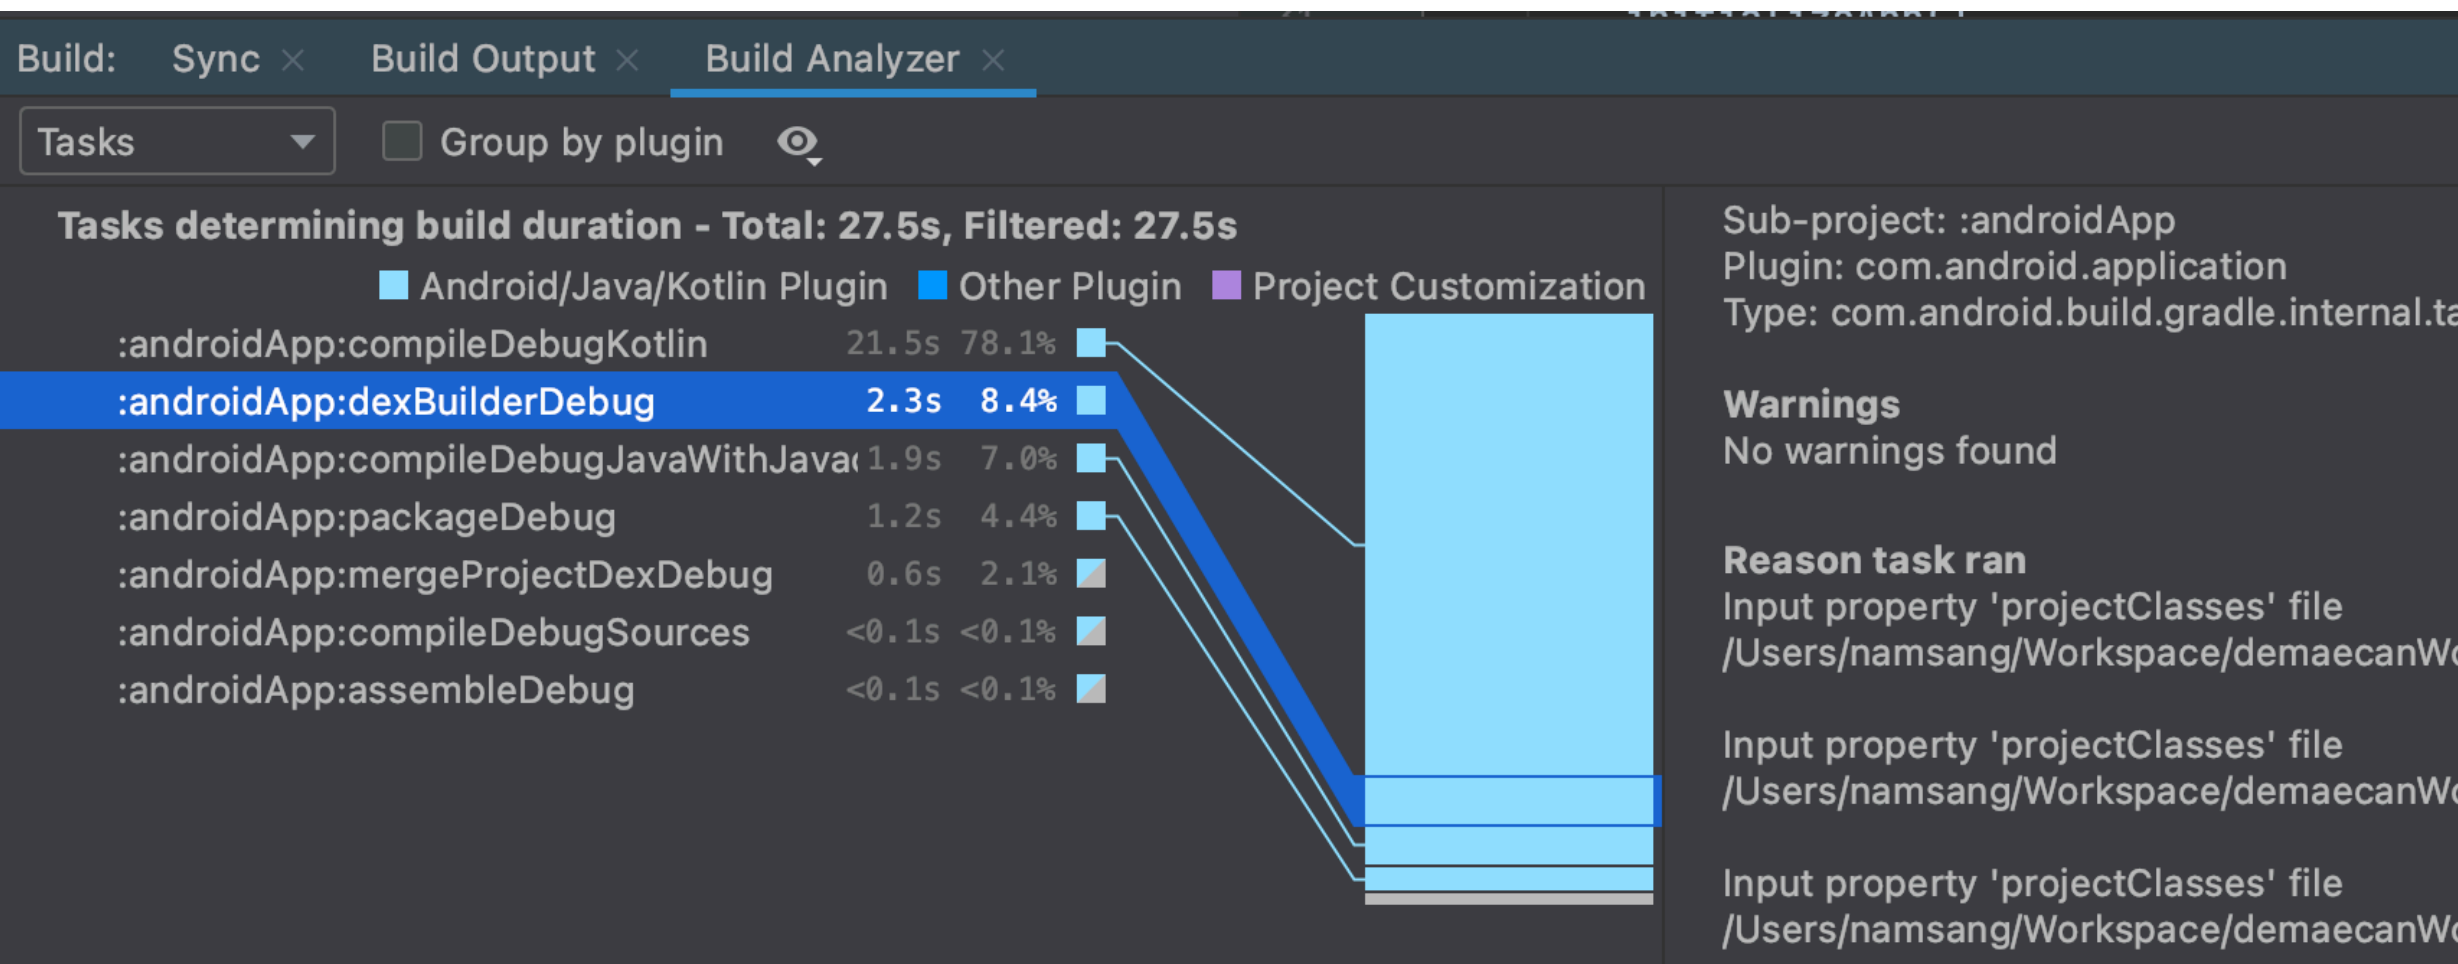 Build: Sync Build Output Build Analyzer
Tasks Group by plugin
Tasks determining build duration - Total: 27.5s, Filtered: 27.5s
Android/Java/Kotlin Plugin Other Plugin Project Customization
:androidApp:compileDebugKotlin 21.5s 78.1%
:androidApp:dexBuilderDebug 2.3s 8.4%
:androidApp:compileDebugJavaWithJavac 1.9s 7.0%
:androidApp:packageDebug 1.2s 4.4%
:androidApp:mergeProjectDexDebug 0.6s 2.1%
:androidApp:compileDebugSources <0.1s <0.1%
:androidApp:assembleDebug <0.1s <0.1%
Sub-project: :androidApp
Plugin: com.android.application
Type: com.android.build.gradle.internal.ta
Warnings
No warnings found
Reason task ran
Input property 'projectClasses' file
/Users/namsang/Workspace/demaecanWo
Input property 'projectClasses' file
/Users/namsang/Workspace/demaecanWo
Input property 'projectClasses' file
/Users/namsang/Workspace/demaecanWo